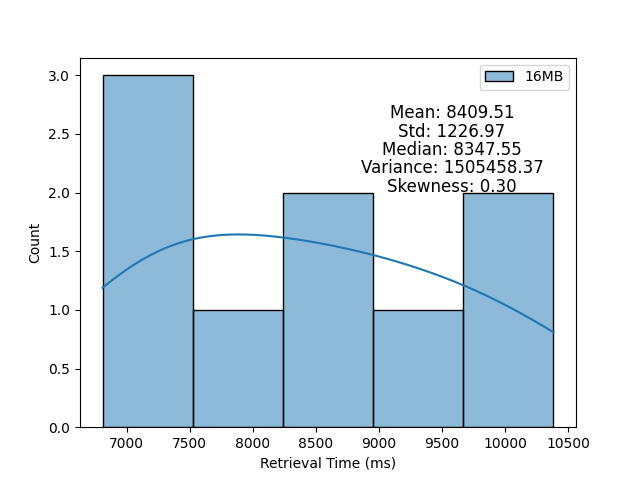 16MB
Mean: 8409.51
Std: 1226.97
Median: 8347.55
Variance: 1505458.37
Skewness: 0.30
3.0
2.5
2.0
1.5
1.0
0.5
0.0
Count
7000 7500 8000 8500 9000 9500 10000 10500
Retrieval Time (ms)